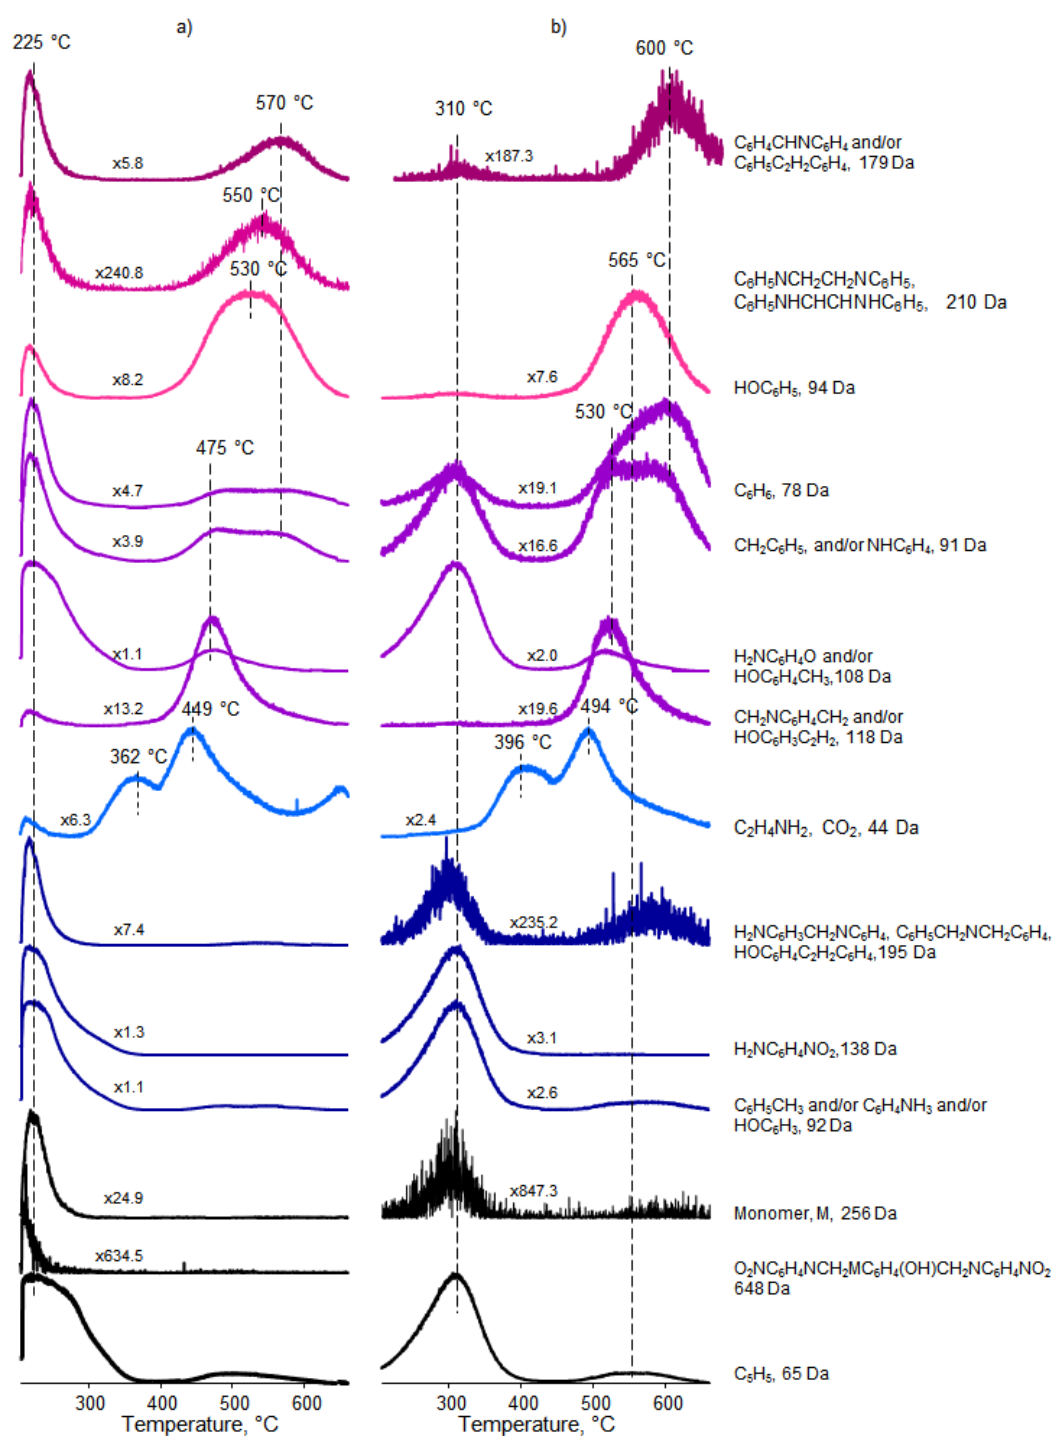 a)
b)
225 °C
600 °C
570 °C
310 °C
x5.8
x187.3
C₆H₄CHNC₆H₄ and/or
C₆H₅C₂H₂C₆H₄, 179 Da
550 °C
x240.8
530 °C
565 °C
C₆H₅NCH₂CH₂NC₆H₅,
C₆H₅NHCHCHNHC₆H₅, 210 Da
x8.2
x7.6
HOC₆H₅, 94 Da
530 °C
475 °C
x4.7
x19.1
C₆H₆, 78 Da
x3.9
x16.6
CH₂C₆H₅, and/or NHC₆H₄, 91 Da
x1.1
x2.0
H₂NC₆H₄O and/or
HOC₆H₄CH₃,108 Da
x13.2
449 °C
x19.6
494 °C
CH₂NC₆H₄CH₂ and/or
HOC₆H₃C₂H₂, 118 Da
362 °C
396 °C
x6.3
x2.4
C₂H₄NH₂, CO₂, 44 Da
x7.4
x235.2
H₂NC₆H₃CH₂NC₆H₄, C₆H₅CH₂NCH₂C₆H₄,
HOC₆H₄C₂H₂C₆H₄,195 Da
x1.3
x3.1
H₂NC₆H₄NO₂,138 Da
x1.1
x2.6
C₆H₅CH₃ and/or C₆H₄NH₃ and/or
HOC₆H₃, 92 Da
x24.9
x847.3
Monomer, M, 256 Da
x634.5
O₂NC₆H₄NCH₂MC₆H₄(OH)CH₂NC₆H₄NO₂
648 Da
C₅H₅, 65 Da
300 400 500 600
300 400 500 600
Temperature, °C
Temperature, °C